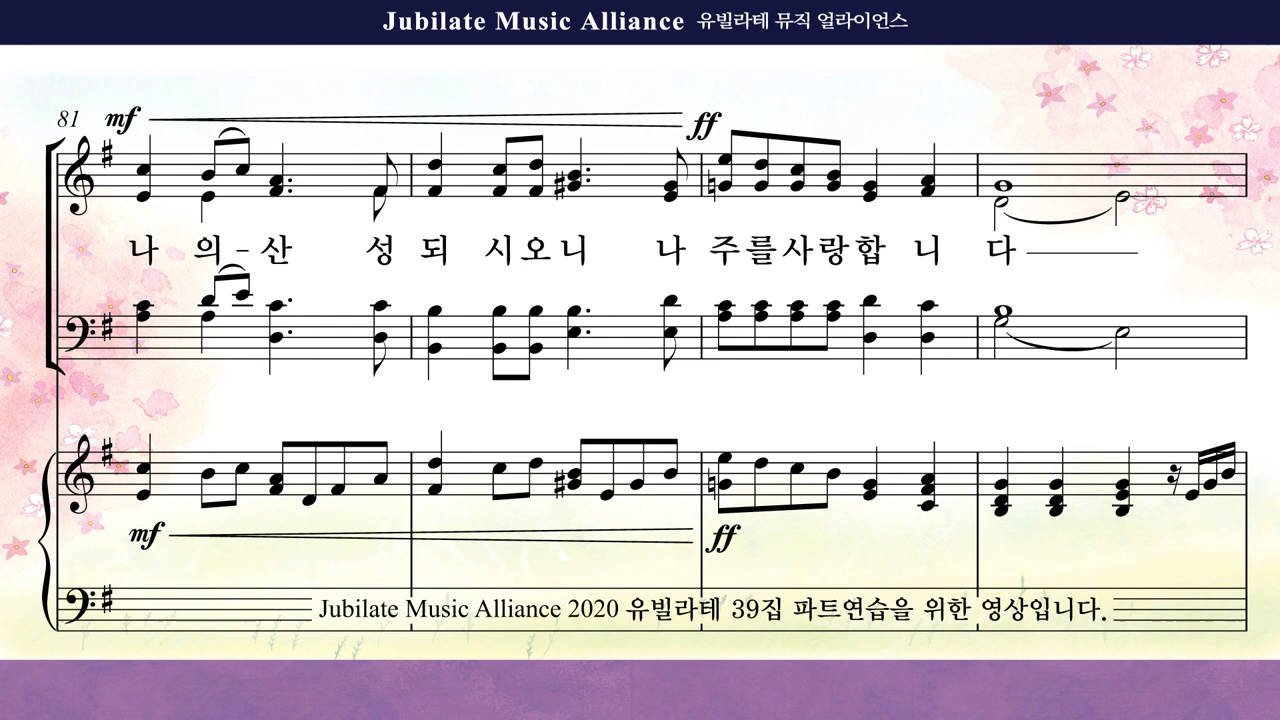 Jubilate Music Alliance 유빌라테 뮤직 얼라이언스
81 mf ff
나 의 - 산 성 되 시 오 니 나 주 를 사 랑 합 니 다
mf ff
Jubilate Music Alliance 2020 유빌라테 39집 파트연습을 위한 영상입니다.